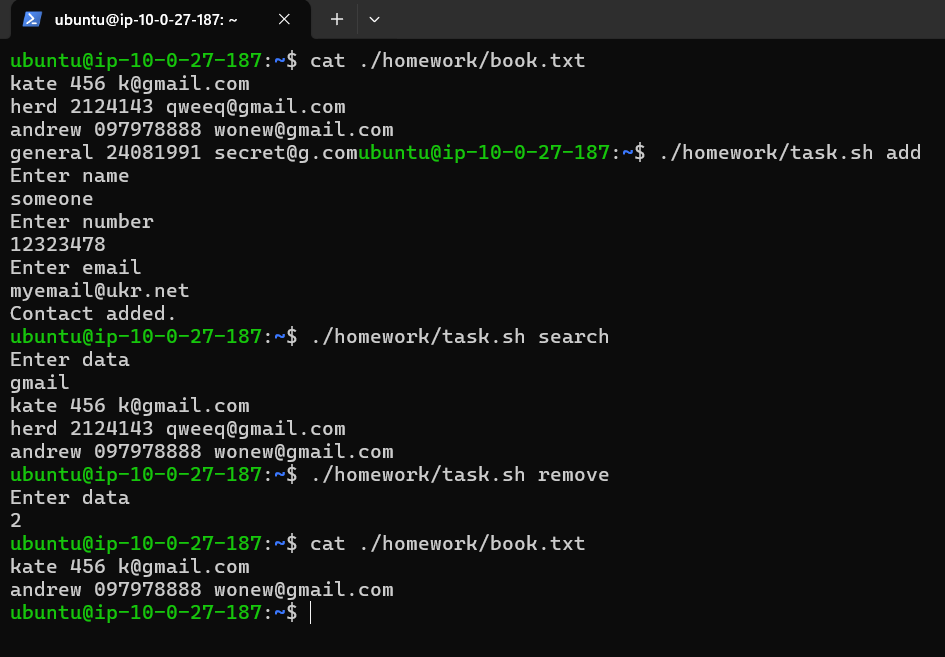 ubuntu@ip-10-0-27-187: ~
ubuntu@ip-10-0-27-187:~$ cat ./homework/book.txt
kate 456 k@gmail.com
herd 2124143 qweeq@gmail.com
andrew 097978888 wonew@gmail.com
general 24081991 secret@g.comubuntu@ip-10-0-27-187:~$ ./homework/task.sh add
Enter name
someone
Enter number
12323478
Enter email
myemail@ukr.net
Contact added.
ubuntu@ip-10-0-27-187:~$ ./homework/task.sh search
Enter data
gmail
kate 456 k@gmail.com
herd 2124143 qweeq@gmail.com
andrew 097978888 wonew@gmail.com
ubuntu@ip-10-0-27-187:~$ ./homework/task.sh remove
Enter data
2
ubuntu@ip-10-0-27-187:~$ cat ./homework/book.txt
kate 456 k@gmail.com
andrew 097978888 wonew@gmail.com
ubuntu@ip-10-0-27-187:~$